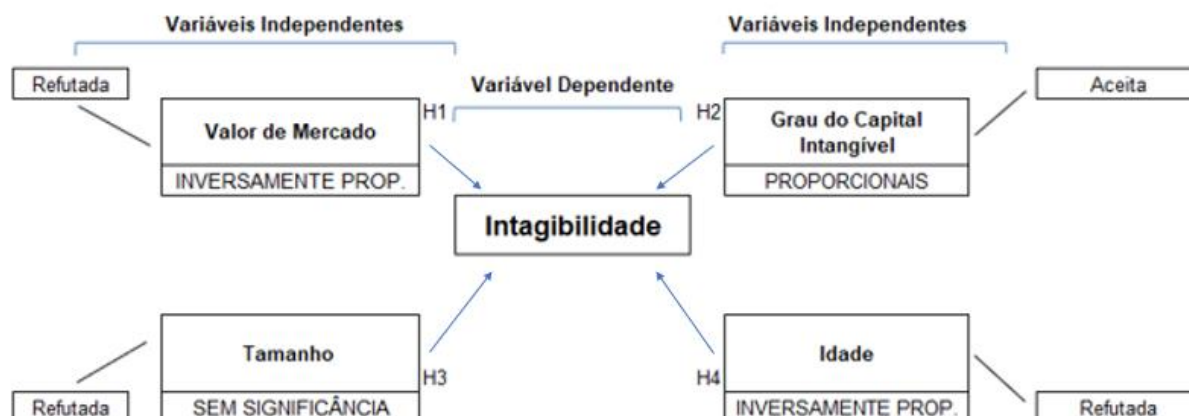 Variáveis Independentes
Variáveis Independentes
Refutada
Variável Dependente
Aceita
H1
H2
Valor de Mercado
INVERSAMENTE PROP.
Grau do Capital
Intangível
PROPORCIONAIS
Intagibilidade
Tamanho
SEM SIGNIFICÂNCIA
H3
H4
Idade
INVERSAMENTE PROP.
Refutada
Refutada